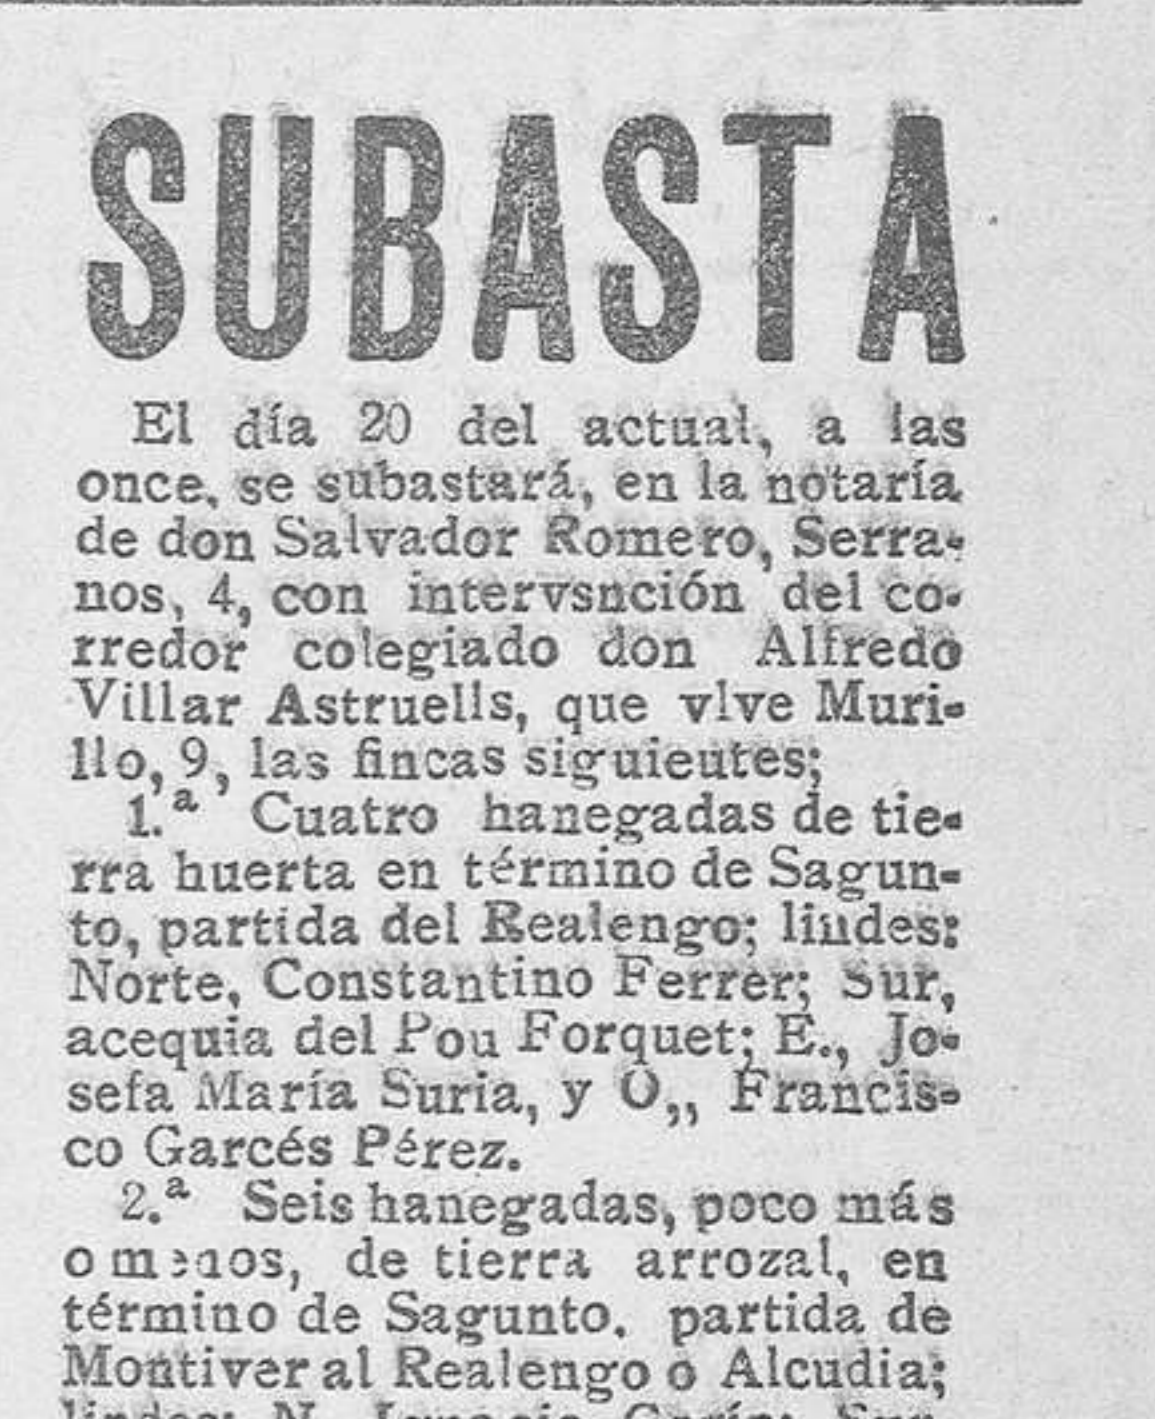 SUBASTA
El día 20 del actual, a las
once, se subastará, en la notaría
de don Salvador Romero, Serra-
nos, 4, con intervsnción del co-
rredor colegiado don Alfredo
Villar Astruells, que vive Muri-
llo, 9, las fincas siguientes;
1.ª Cuatro hanegadas de tie-
rra huerta en término de Sagun-
to, partida del Realengo; lindes:
Norte, Constantino Ferrer; Sur,
acequia del Pou Forquet; E., Jo-
sefa María Suria, y O,, Francis-
co Garcés Pérez.
2.ª Seis hanegadas, poco más
o menos, de tierra arrozal, en
término de Sagunto. partida de
Montiver al Realengo o Alcudia;
lindes: N. Ignacio